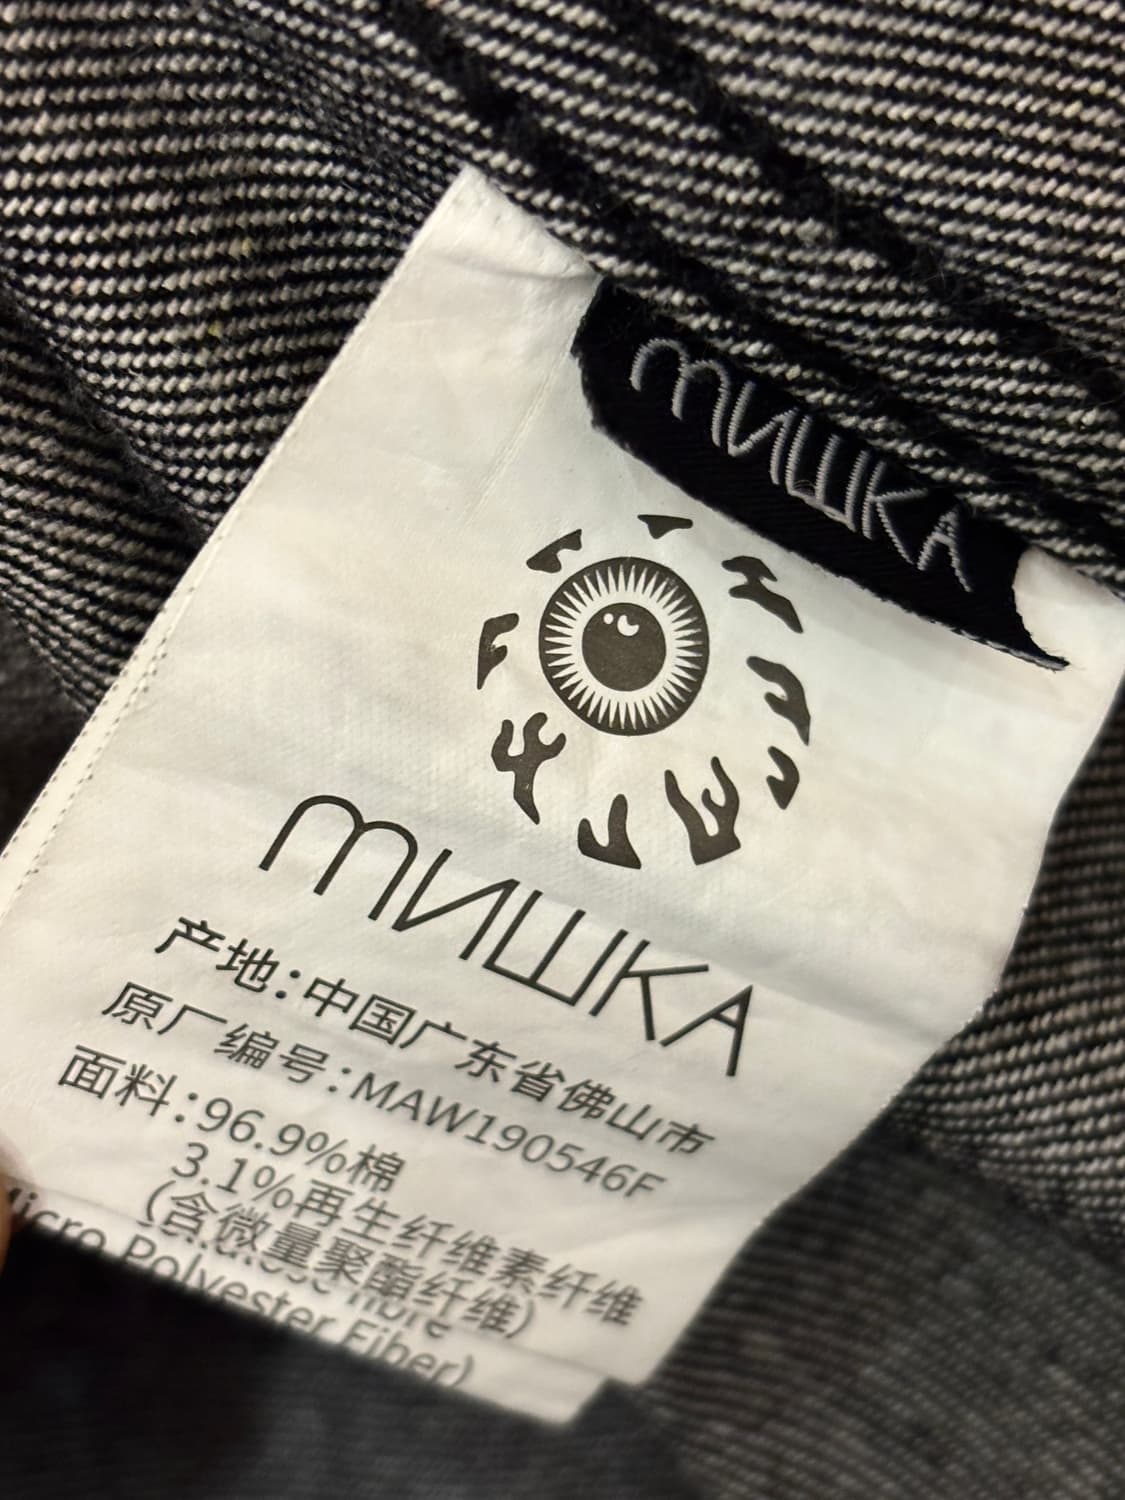 мишка
мишка
产地：中国广东省佛山市
原厂编号：MAW190546F
面料：96.9%棉
3.1%再生纤维素纤维
(含微量聚酯纤维)
fibre
Micro Polyester Fiber)